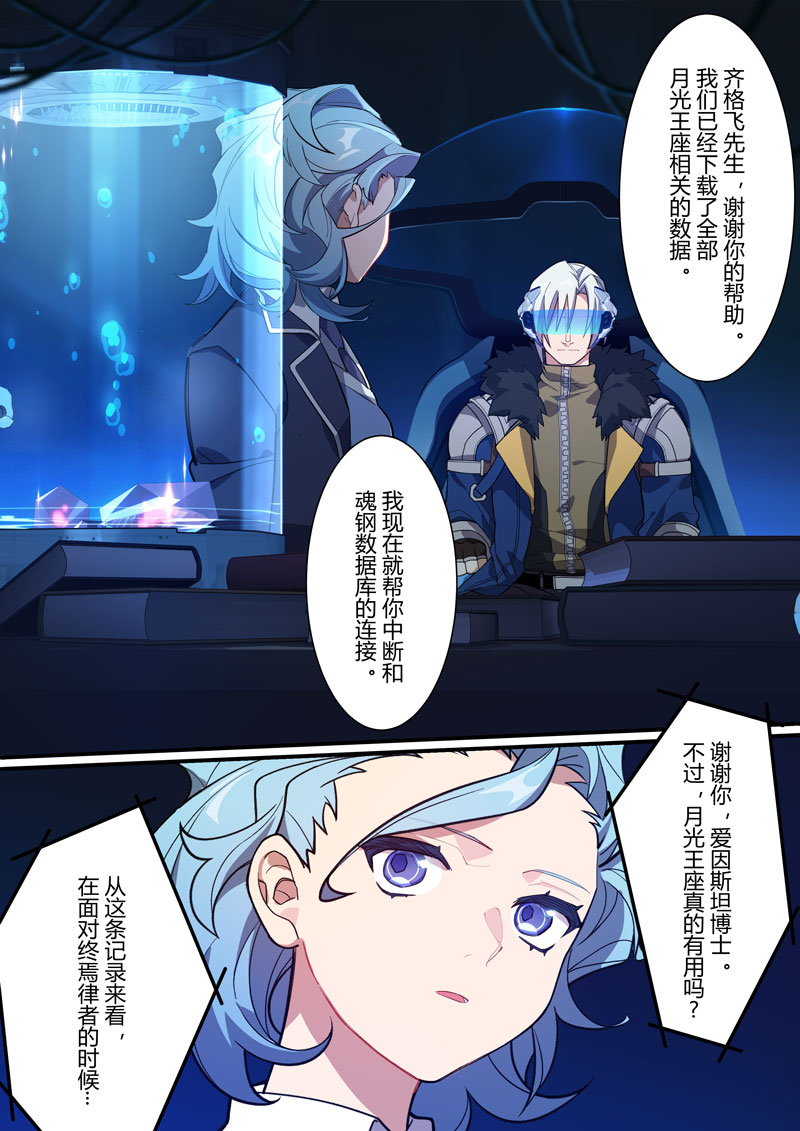 齐格飞先生，谢谢你的帮助。
我们已经下载了全部
月光王座相关的数据。
我现在就帮你中断和
魂钢数据库的连接。
谢谢你，爱因斯坦博士。
不过，月光王座真的有用吗？
从这条记录来看，
在面对终焉律者的时候…